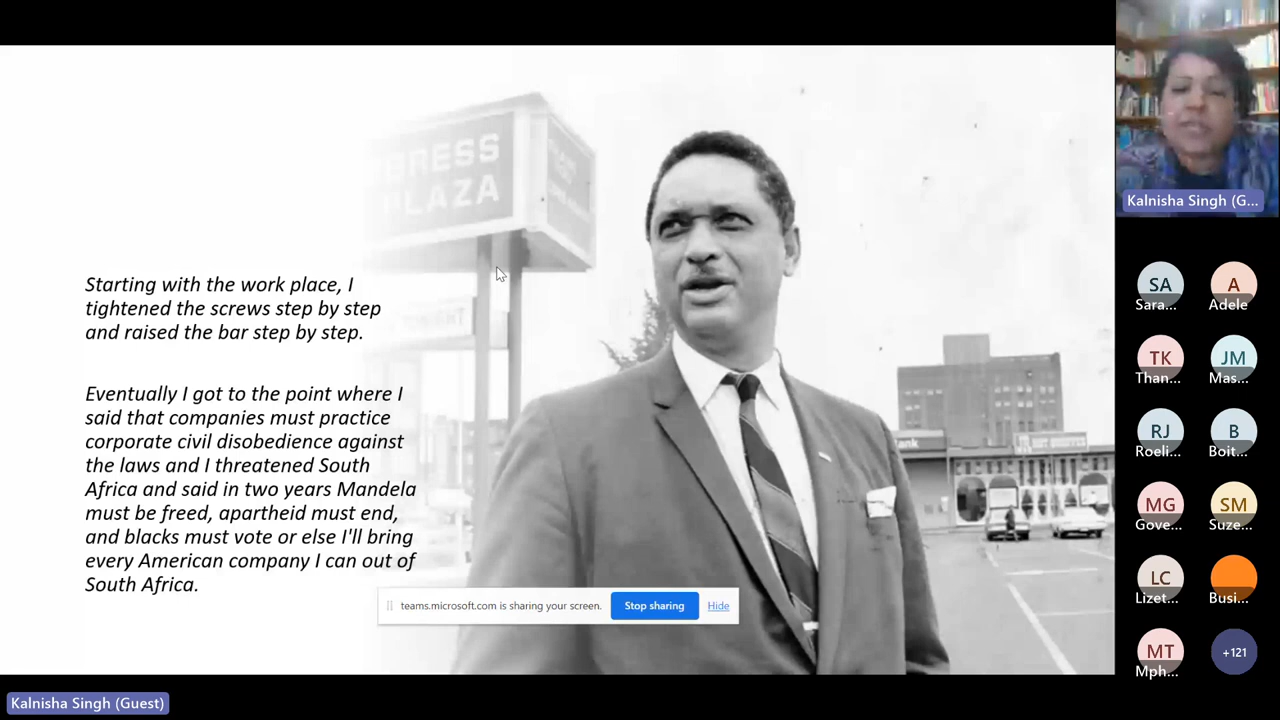 GRESS
PLAZA
Starting with the work place, I
tightened the screws step by step
and raised the bar step by step.
Eventually I got to the point where I
said that companies must practice
corporate civil disobedience against
the laws and I threatened South
Africa and said in two years Mandela
must be freed, apartheid must end,
and blacks must vote or else I'll bring
every American company I can out of
South Africa.
teams.microsoft.com is sharing your screen.
Stop sharing
Hide
Kalnisha Singh (Guest)
Kalnisha Singh (G...
SA
A
Sara...
Adele
TK
JM
Than...
Mas...
RJ
B
Roeli...
Boit...
MG
SM
Gove...
Suze...
LC
Lizet...
Busi...
MT
+121
Mph...